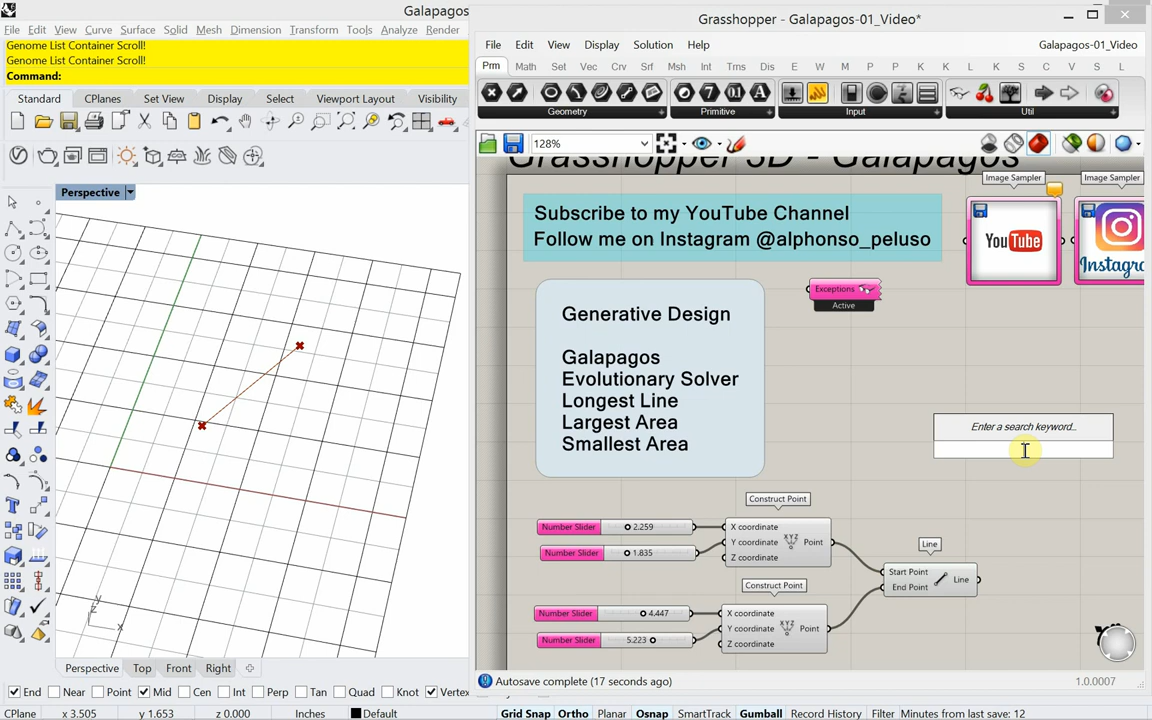 Galapagos
File Edit View Curve Surface Solid Mesh Dimension Transform Tools Analyze Render
Genome List Container Scroll!
Genome List Container Scroll!
Command:
Standard CPlanes Set View Display Select Viewport Layout Visibility
Perspective
y
z
x
Perspective Top Front Right
End Near Point Mid Cen Int Perp Tan Quad Knot Vertex
CPlane x 3.505 y 1.653 z 0.000 Inches Default Grid Snap Ortho Planar Osnap SmartTrack Gumball Record History Filter Minutes from last save: 12
Grasshopper - Galapagos-01_Video*
File Edit View Display Solution Help Galapagos-01_Video
Prm Math Set Vec Crv Srf Msh Int Trns Dis E W M P P K K L K S C V S L
Geometry Primitive Input Util
128%
Grasshopper 3D - Galapagos
Subscribe to my YouTube Channel
Follow me on Instagram @alphonso_peluso
Image Sampler
YouTube
Image Sampler
Instagra
Exceptions
Active
Generative Design
Galapagos
Evolutionary Solver
Longest Line
Largest Area
Smallest Area
Enter a search keyword...
Construct Point
Number Slider 2.259
Number Slider 1.835
X coordinate
Y coordinate
Z coordinate
XYZ
Point
Construct Point
Number Slider 4.447
Number Slider 5.223
X coordinate
Y coordinate
Z coordinate
XYZ
Point
Line
Start Point
End Point
Line
Autosave complete (17 seconds ago) 1.0.0007